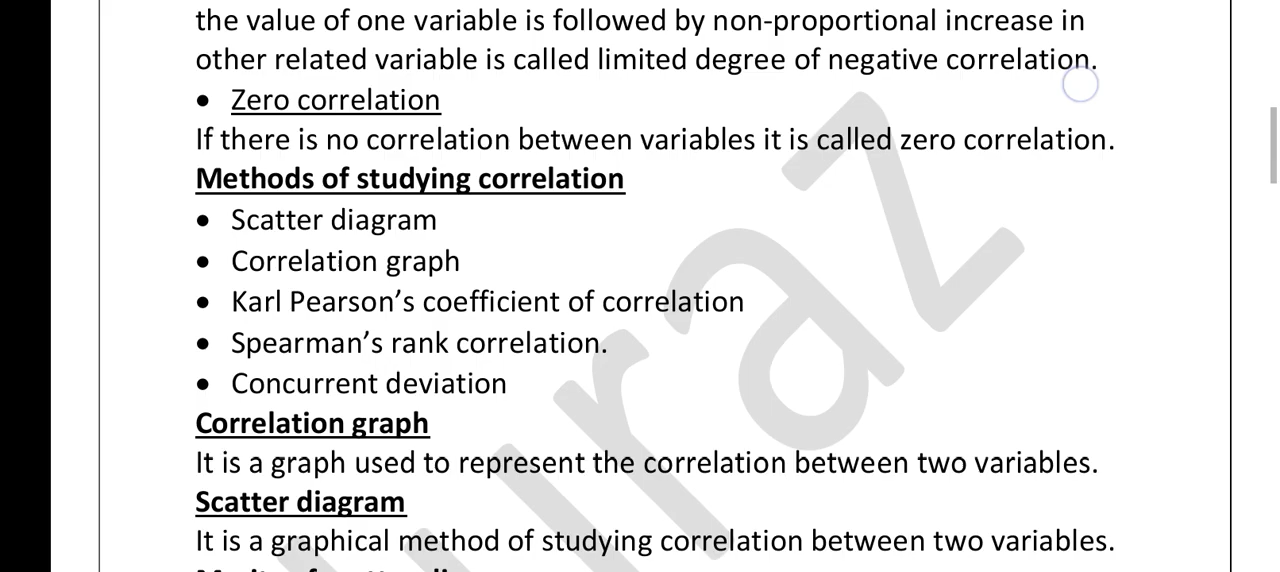 the value of one variable is followed by non-proportional increase in
other related variable is called limited degree of negative correlation.
• Zero correlation
If there is no correlation between variables it is called zero correlation.
Methods of studying correlation
• Scatter diagram
• Correlation graph
• Karl Pearson’s coefficient of correlation
• Spearman’s rank correlation.
• Concurrent deviation
Correlation graph
It is a graph used to represent the correlation between two variables.
Scatter diagram
It is a graphical method of studying correlation between two variables.